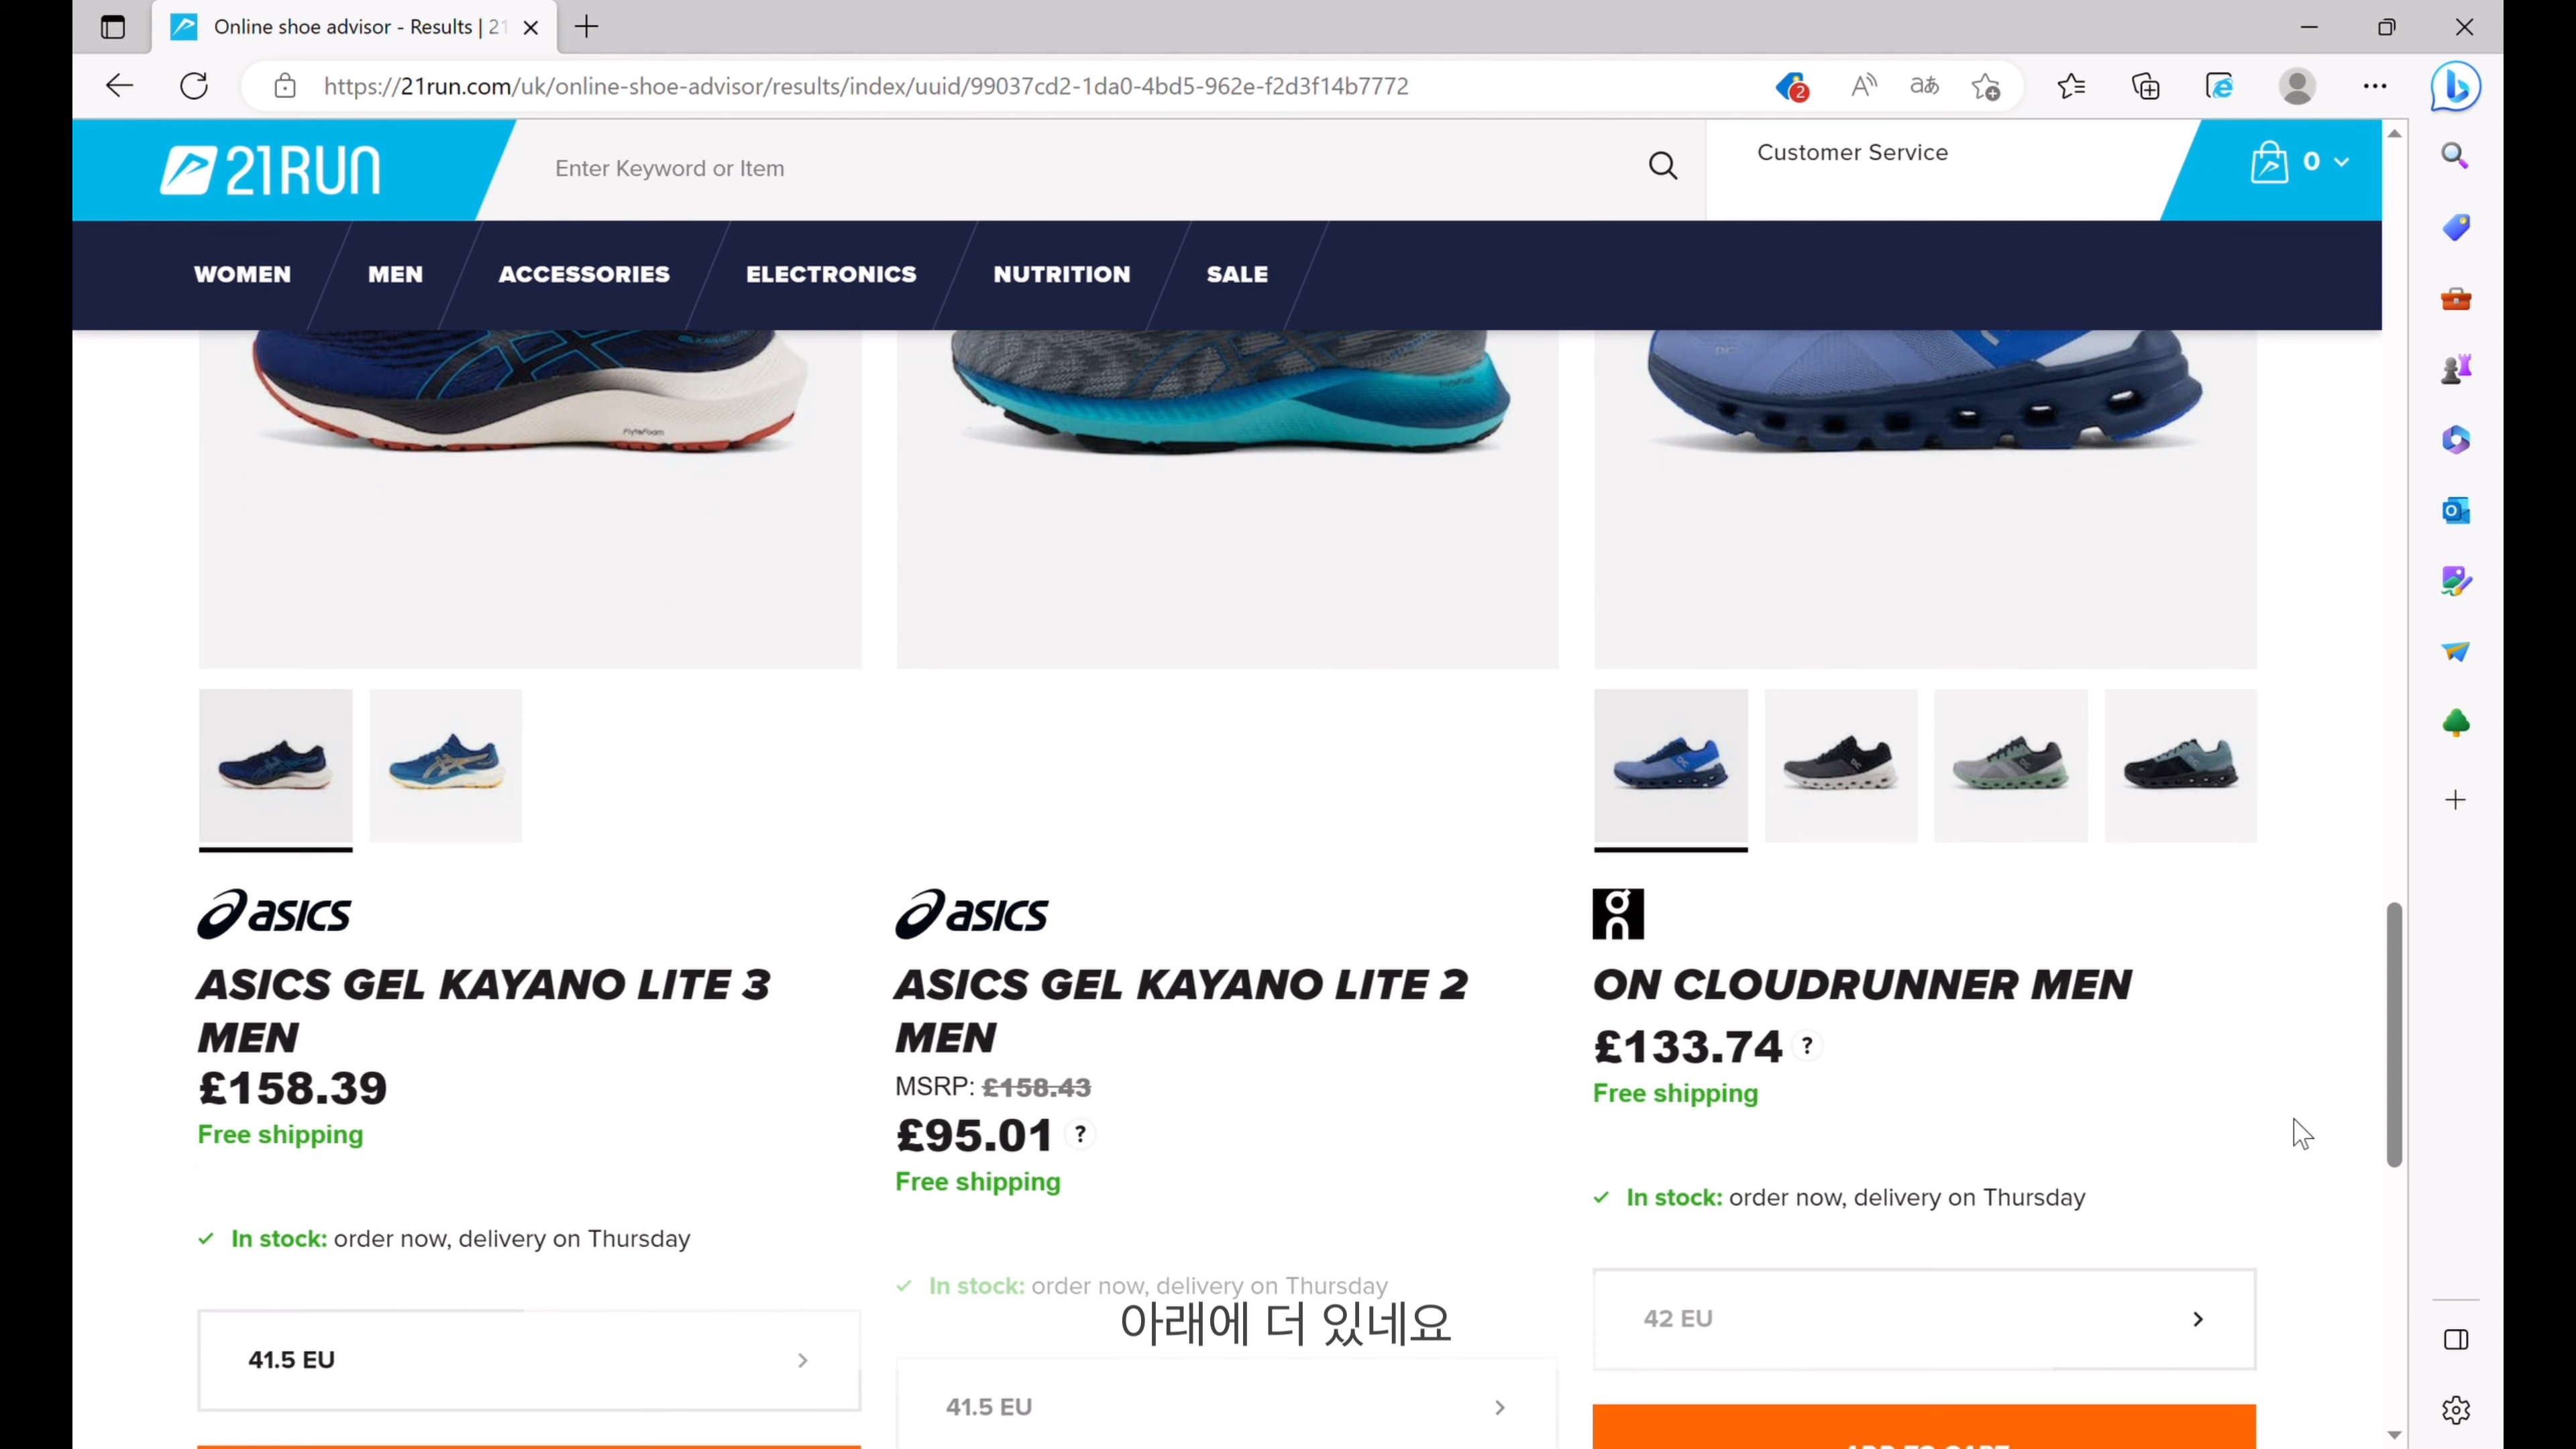 Online shoe advisor - Results | 21
https://21run.com/uk/online-shoe-advisor/results/index/uuid/99037cd2-1da0-4bd5-962e-f2d3f14b7772
2
21RUN
Enter Keyword or Item
Customer Service
0
WOMEN
MEN
ACCESSORIES
ELECTRONICS
NUTRITION
SALE
FlyteFoam
asics
ASICS GEL KAYANO LITE 3
MEN
£158.39
Free shipping
In stock: order now, delivery on Thursday
41.5 EU
asics
ASICS GEL KAYANO LITE 2
MEN
MSRP: £158.43
£95.01 ?
Free shipping
In stock: order now, delivery on Thursday
41.5 EU
On
ON CLOUDRUNNER MEN
£133.74 ?
Free shipping
In stock: order now, delivery on Thursday
42 EU
아래에 더 있네요